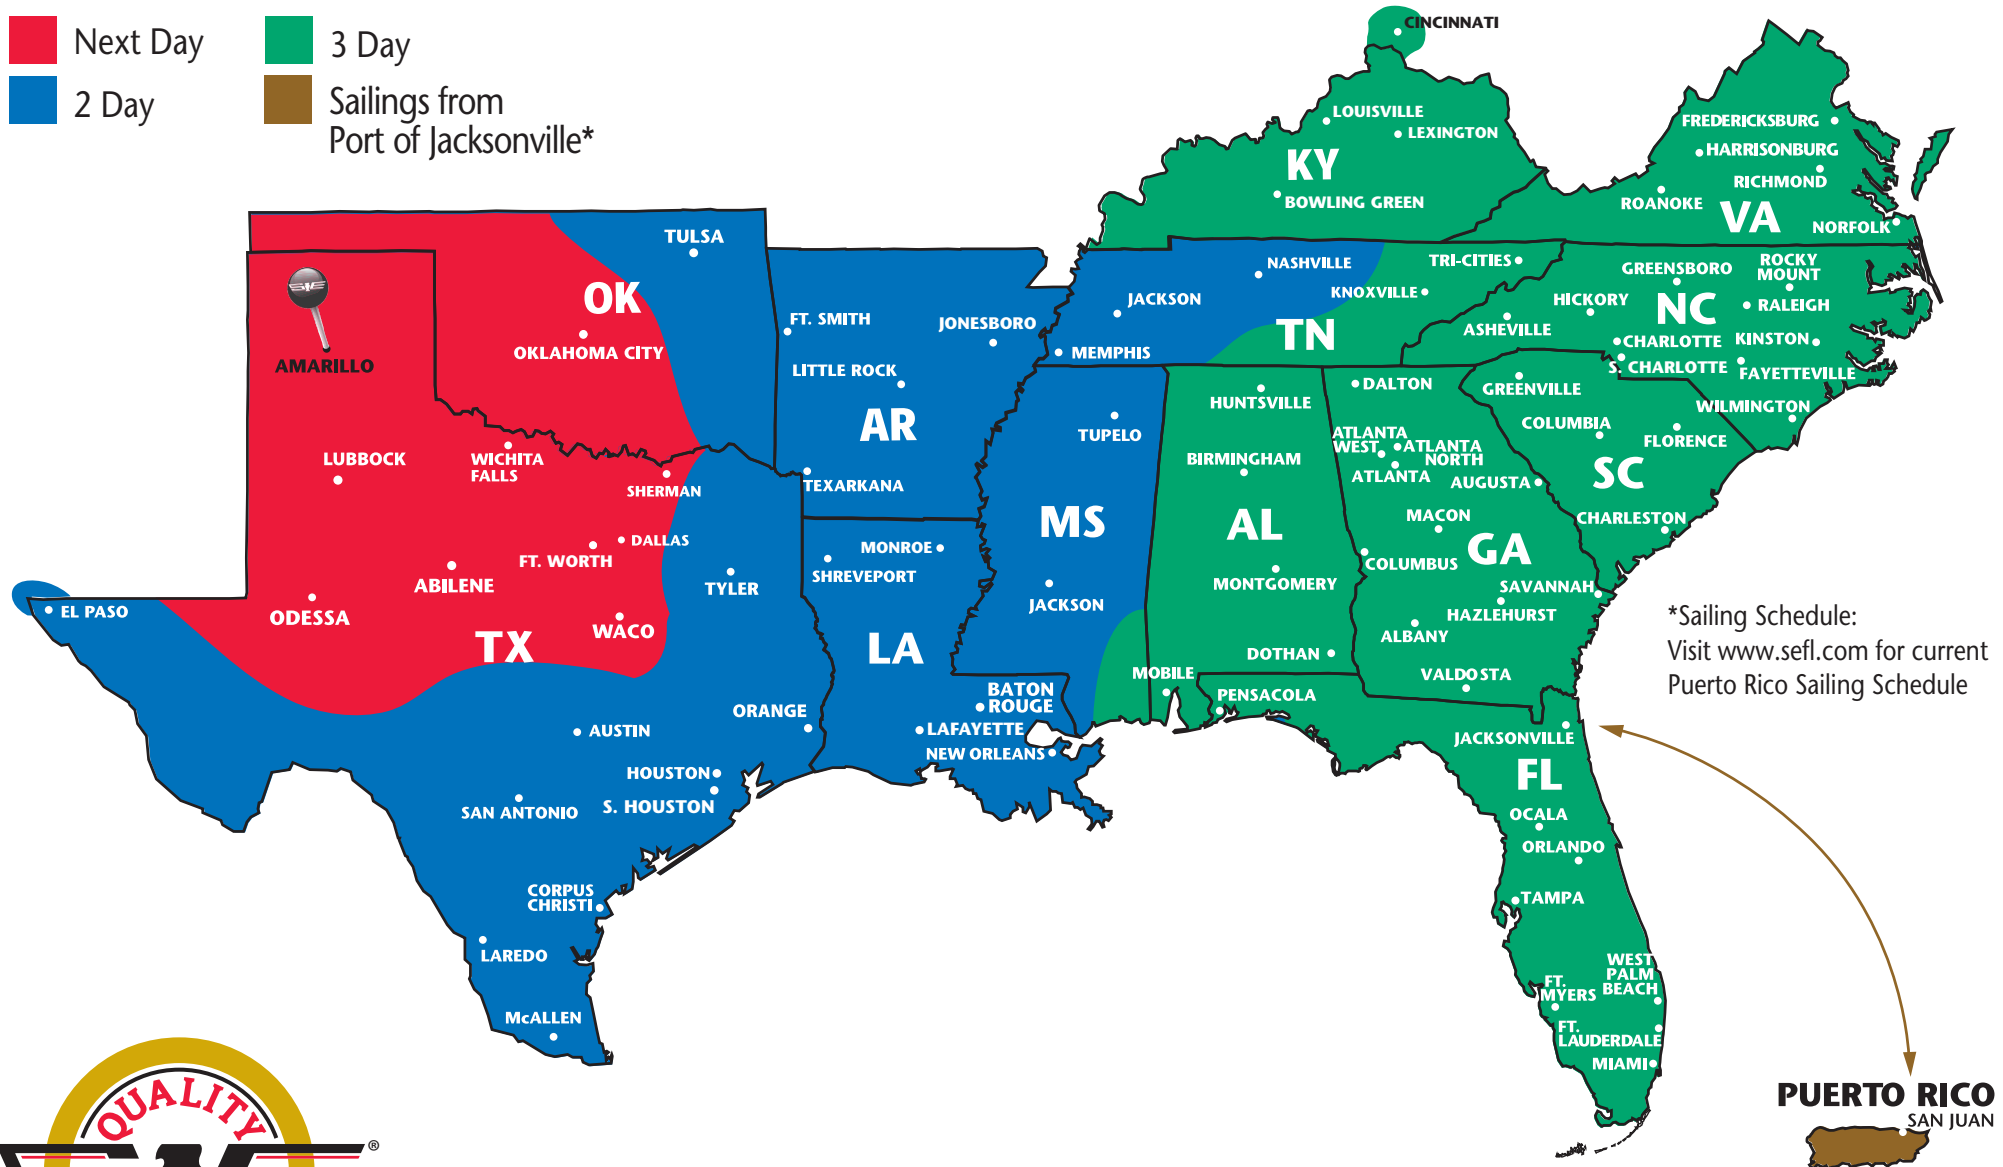 Next Day
2 Day
3 Day
Sailings from
Port of Jacksonville*
CINCINNATI
LOUISVILLE
LEXINGTON
KY
BOWLING GREEN
FREDERICKSBURG
HARRISONBURG
RICHMOND
ROANOKE
VA
NORFOLK
TULSA
OK
OKLAHOMA CITY
AMARILLO
LUBBOCK
WICHITA
FALLS
SHERMAN
DALLAS
FT. WORTH
ABILENE
ODESSA
WACO
TX
EL PASO
TYLER
ORANGE
AUSTIN
HOUSTON
S. HOUSTON
SAN ANTONIO
CORPUS
CHRISTI
LAREDO
McALLEN
FT. SMITH
JONESBORO
LITTLE ROCK
AR
TEXARKANA
MONROE
SHREVEPORT
LA
BATON
ROUGE
LAFAYETTE
NEW ORLEANS
NASHVILLE
JACKSON
MEMPHIS
TRI-CITIES
KNOXVILLE
TN
TUPELO
MS
JACKSON
HUNTSVILLE
BIRMINGHAM
AL
MONTGOMERY
DOTHAN
MOBILE
GREENSBORO
ROCKY
MOUNT
HICKORY
NC
RALEIGH
ASHEVILLE
CHARLOTTE
KINSTON
S. CHARLOTTE
FAYETTEVILLE
WILMINGTON
GREENVILLE
COLUMBIA
FLORENCE
SC
CHARLESTON
DALTON
ATLANTA
WEST
ATLANTA
NORTH
ATLANTA
AUGUSTA
MACON
GA
COLUMBUS
SAVANNAH
HAZLEHURST
ALBANY
VALDOSTA
PENSACOLA
JACKSONVILLE
FL
OCALA
ORLANDO
TAMPA
WEST
PALM
BEACH
FT.
MYERS
FT.
LAUDERDALE
MIAMI
*Sailing Schedule:
Visit www.sefl.com for current
Puerto Rico Sailing Schedule
PUERTO RICO
SAN JUAN
QUALITY
®